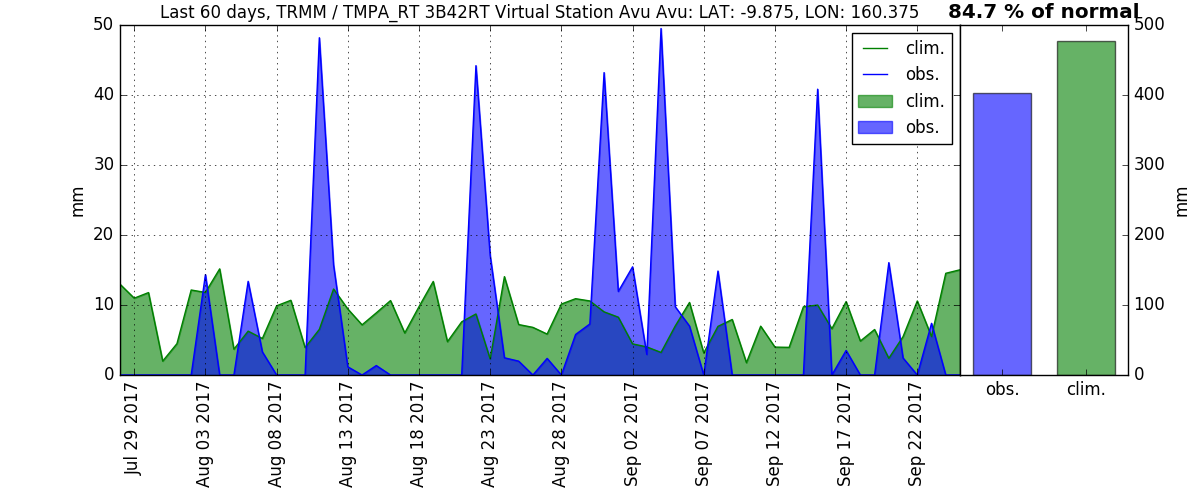 Last 60 days, TRMM / TMPA_RT 3B42RT Virtual Station Avu Avu: LAT: -9.875, LON: 160.375
84.7 % of normal
50
40
30
20
10
0
mm
clim.
obs.
clim.
obs.
500
400
300
200
100
0
mm
obs.
clim.
Jul 29 2017
Aug 03 2017
Aug 08 2017
Aug 13 2017
Aug 18 2017
Aug 23 2017
Aug 28 2017
Sep 02 2017
Sep 07 2017
Sep 12 2017
Sep 17 2017
Sep 22 2017